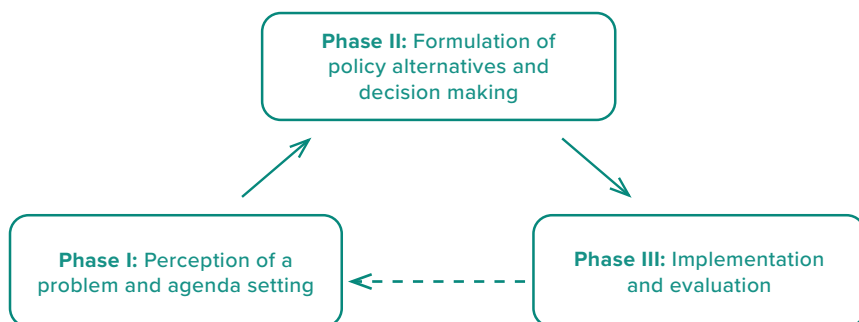 Phase II: Formulation of
policy alternatives and
decision making
Phase I: Perception of a
problem and agenda setting
Phase III: Implementation
and evaluation